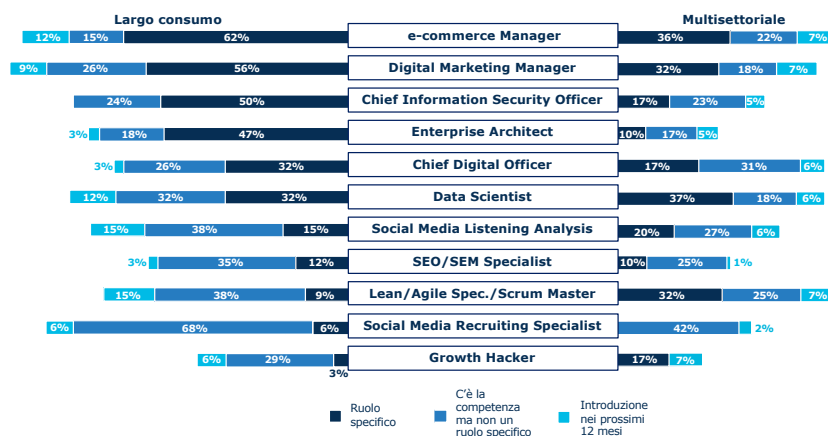 Largo consumo Multisettoriale
12% 15% 62% e-commerce Manager 36% 22% 7%
9% 26% 56% Digital Marketing Manager 32% 18% 7%
24% 50% Chief Information Security Officer 17% 23% 5%
3% 18% 47% Enterprise Architect 10% 17% 5%
3% 26% 32% Chief Digital Officer 17% 31% 6%
12% 32% 32% Data Scientist 37% 18% 6%
15% 38% 15% Social Media Listening Analysis 20% 27% 6%
3% 35% 12% SEO/SEM Specialist 10% 25% 1%
15% 38% 9% Lean/Agile Spec./Scrum Master 32% 25% 7%
6% 68% 6% Social Media Recruiting Specialist 42% 2%
6% 29% 3% Growth Hacker 17% 7%
Ruolo
specifico
C'è la
competenza
ma non un
ruolo specifico
Introduzione
nei prossimi
12 mesi